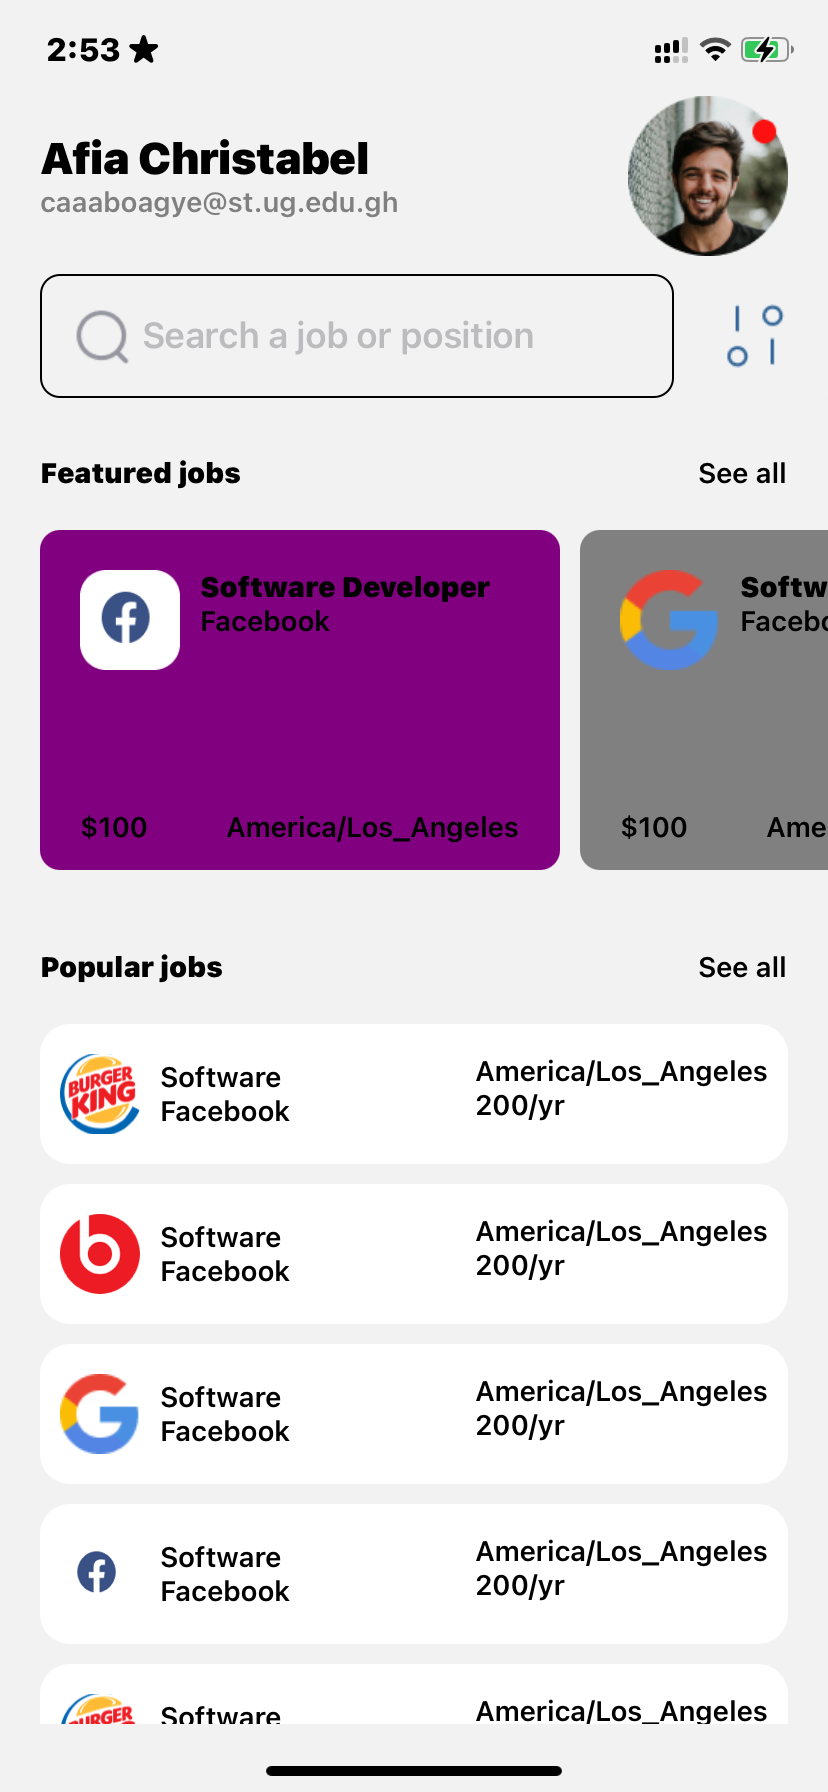 2:53
Afia Christabel
caaaboagye@st.ug.edu.gh
Search a job or position
Featured jobs See all
Software Developer
Facebook
$100 America/Los_Angeles
Softw
Facebo
$100 Ame
Popular jobs See all
BURGER KING
Software America/Los_Angeles
Facebook 200/yr
Software America/Los_Angeles
Facebook 200/yr
Software America/Los_Angeles
Facebook 200/yr
Software America/Los_Angeles
Facebook 200/yr
BURGER
Software America/Los_Angeles